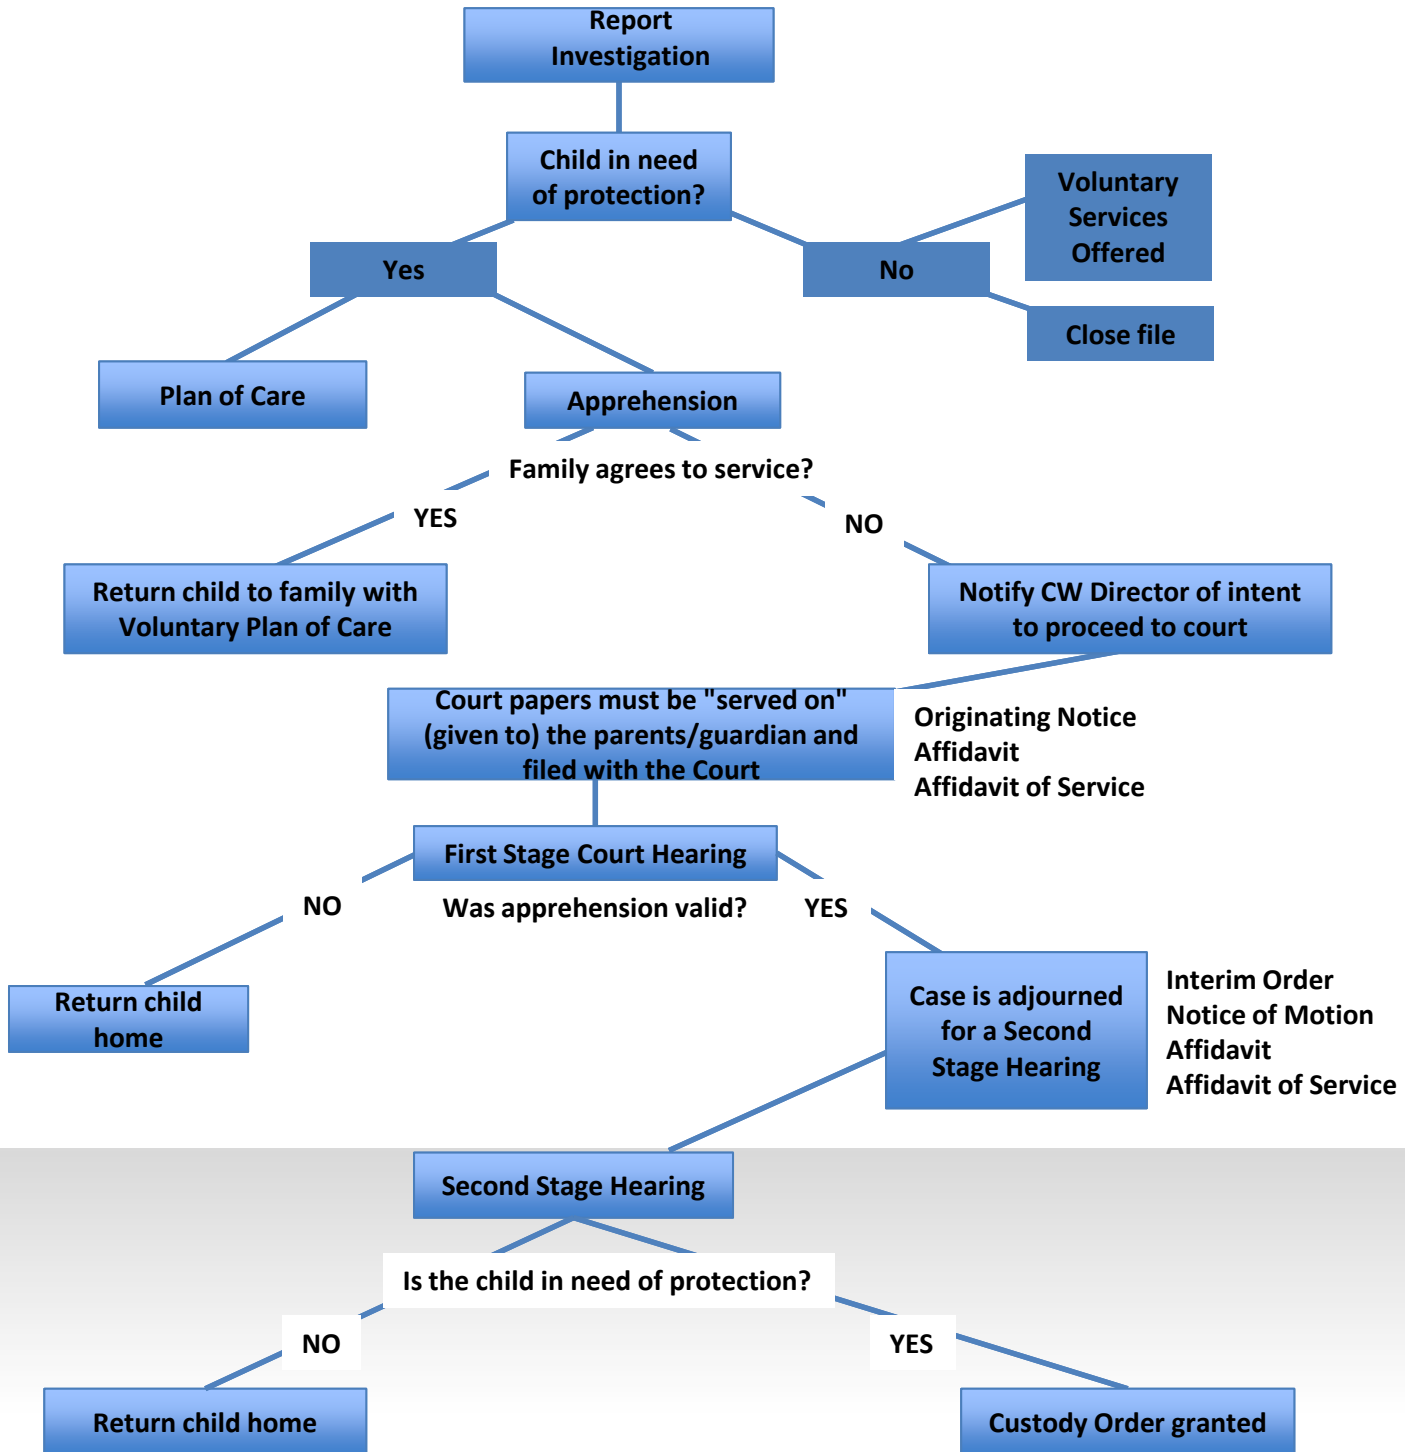 Report
Investigation
Child in need
of protection?
Voluntary
Services
Offered
Yes
No
Close file
Plan of Care
Apprehension
Family agrees to service?
YES
NO
Return child to family with
Voluntary Plan of Care
Notify CW Director of intent
to proceed to court
Court papers must be "served on"
(given to) the parents/guardian and
filed with the Court
Originating Notice
Affidavit
Affidavit of Service
First Stage Court Hearing
NO
Was apprehension valid?
YES
Return child
home
Case is adjourned
for a Second
Stage Hearing
Interim Order
Notice of Motion
Affidavit
Affidavit of Service
Second Stage Hearing
Is the child in need of protection?
NO
YES
Return child home
Custody Order granted